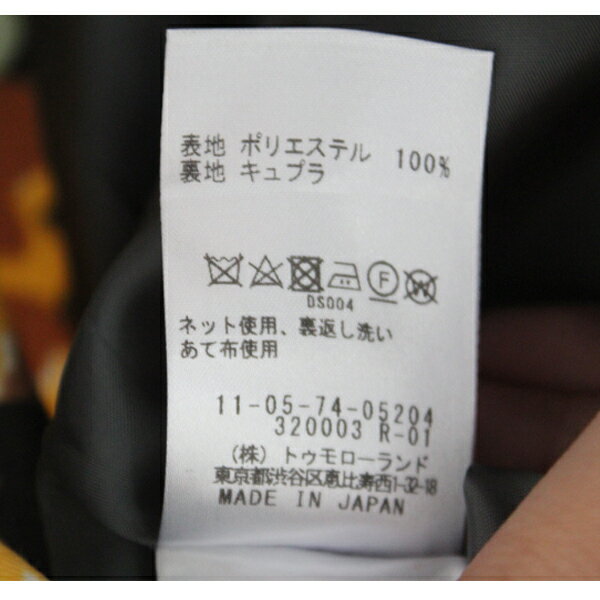 表地 ポリエステル 100%
裏地 キュプラ
F W
DS004
ネット使用、裏返し洗い
あて布使用
11-05-74-05204
320003 R-01
(株) トゥモローランド
東京都渋谷区恵比寿西1-32-18
MADE IN JAPAN